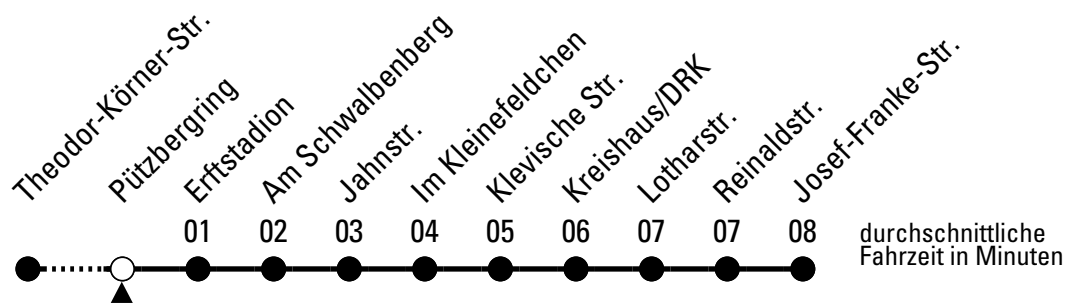 Theodor-Körner-Str.
Pützbergring
Erftstadion
Am Schwalbenberg
Jahnstr.
Im Kleinefeldchen
Klevische Str.
Kreishaus/DRK
Lotharstr.
Reinaldstr.
Josef-Franke-Str.
01 02 03 04 05 06 07 07 08
durchschnittliche
Fahrzeit in Minuten